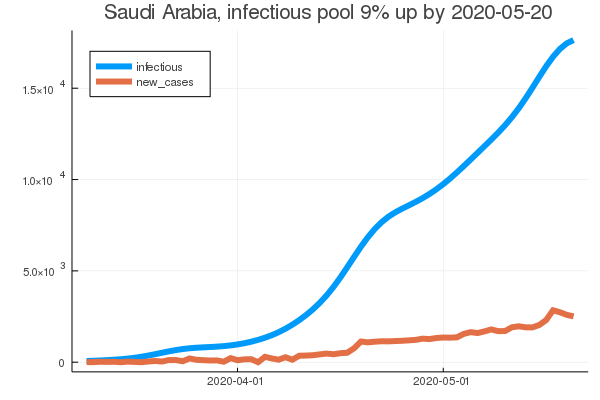 Saudi Arabia, infectious pool 9% up by 2020-05-20
infectious
new_cases
1.5×10⁴
1.0×10⁴
5.0×10³
0
2020-04-01
2020-05-01